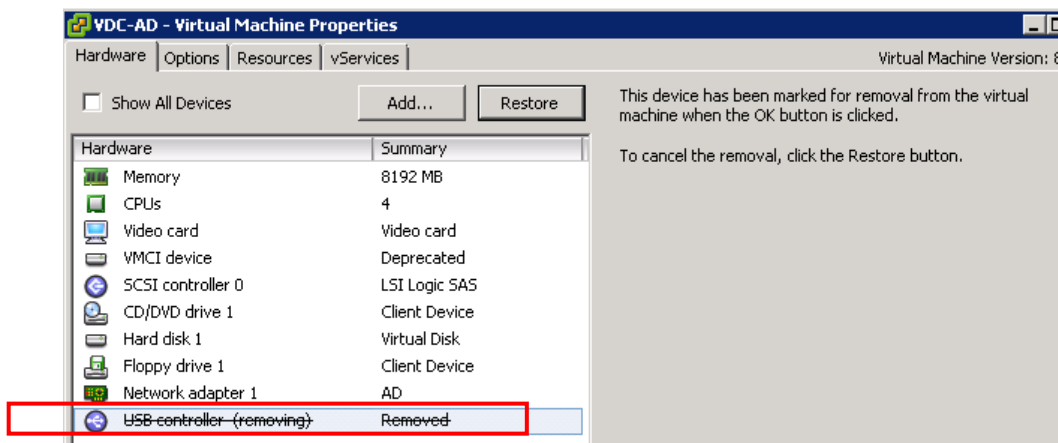 VDC-AD - Virtual Machine Properties
Hardware Options Resources vServices
Virtual Machine Version: 8
Show All Devices Add... Restore
This device has been marked for removal from the virtual
machine when the OK button is clicked.
To cancel the removal, click the Restore button.
Hardware Summary
Memory 8192 MB
CPUs 4
Video card Video card
VMCI device Deprecated
SCSI controller 0 LSI Logic SAS
CD/DVD drive 1 Client Device
Hard disk 1 Virtual Disk
Floppy drive 1 Client Device
Network adapter 1 AD
USB controller (removing) Removed